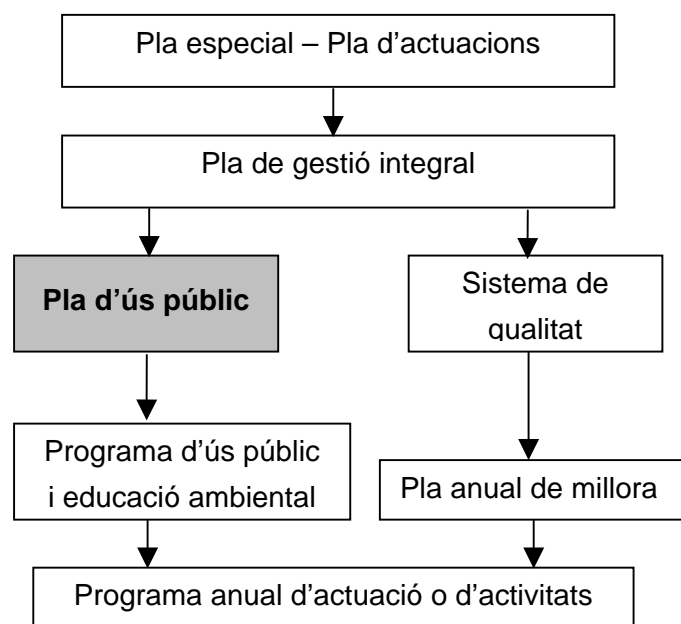 Pla especial – Pla d’actuacions
Pla de gestió integral
Pla d’ús públic
Sistema de
qualitat
Programa d’ús públic
i educació ambiental
Pla anual de millora
Programa anual d’actuació o d’activitats